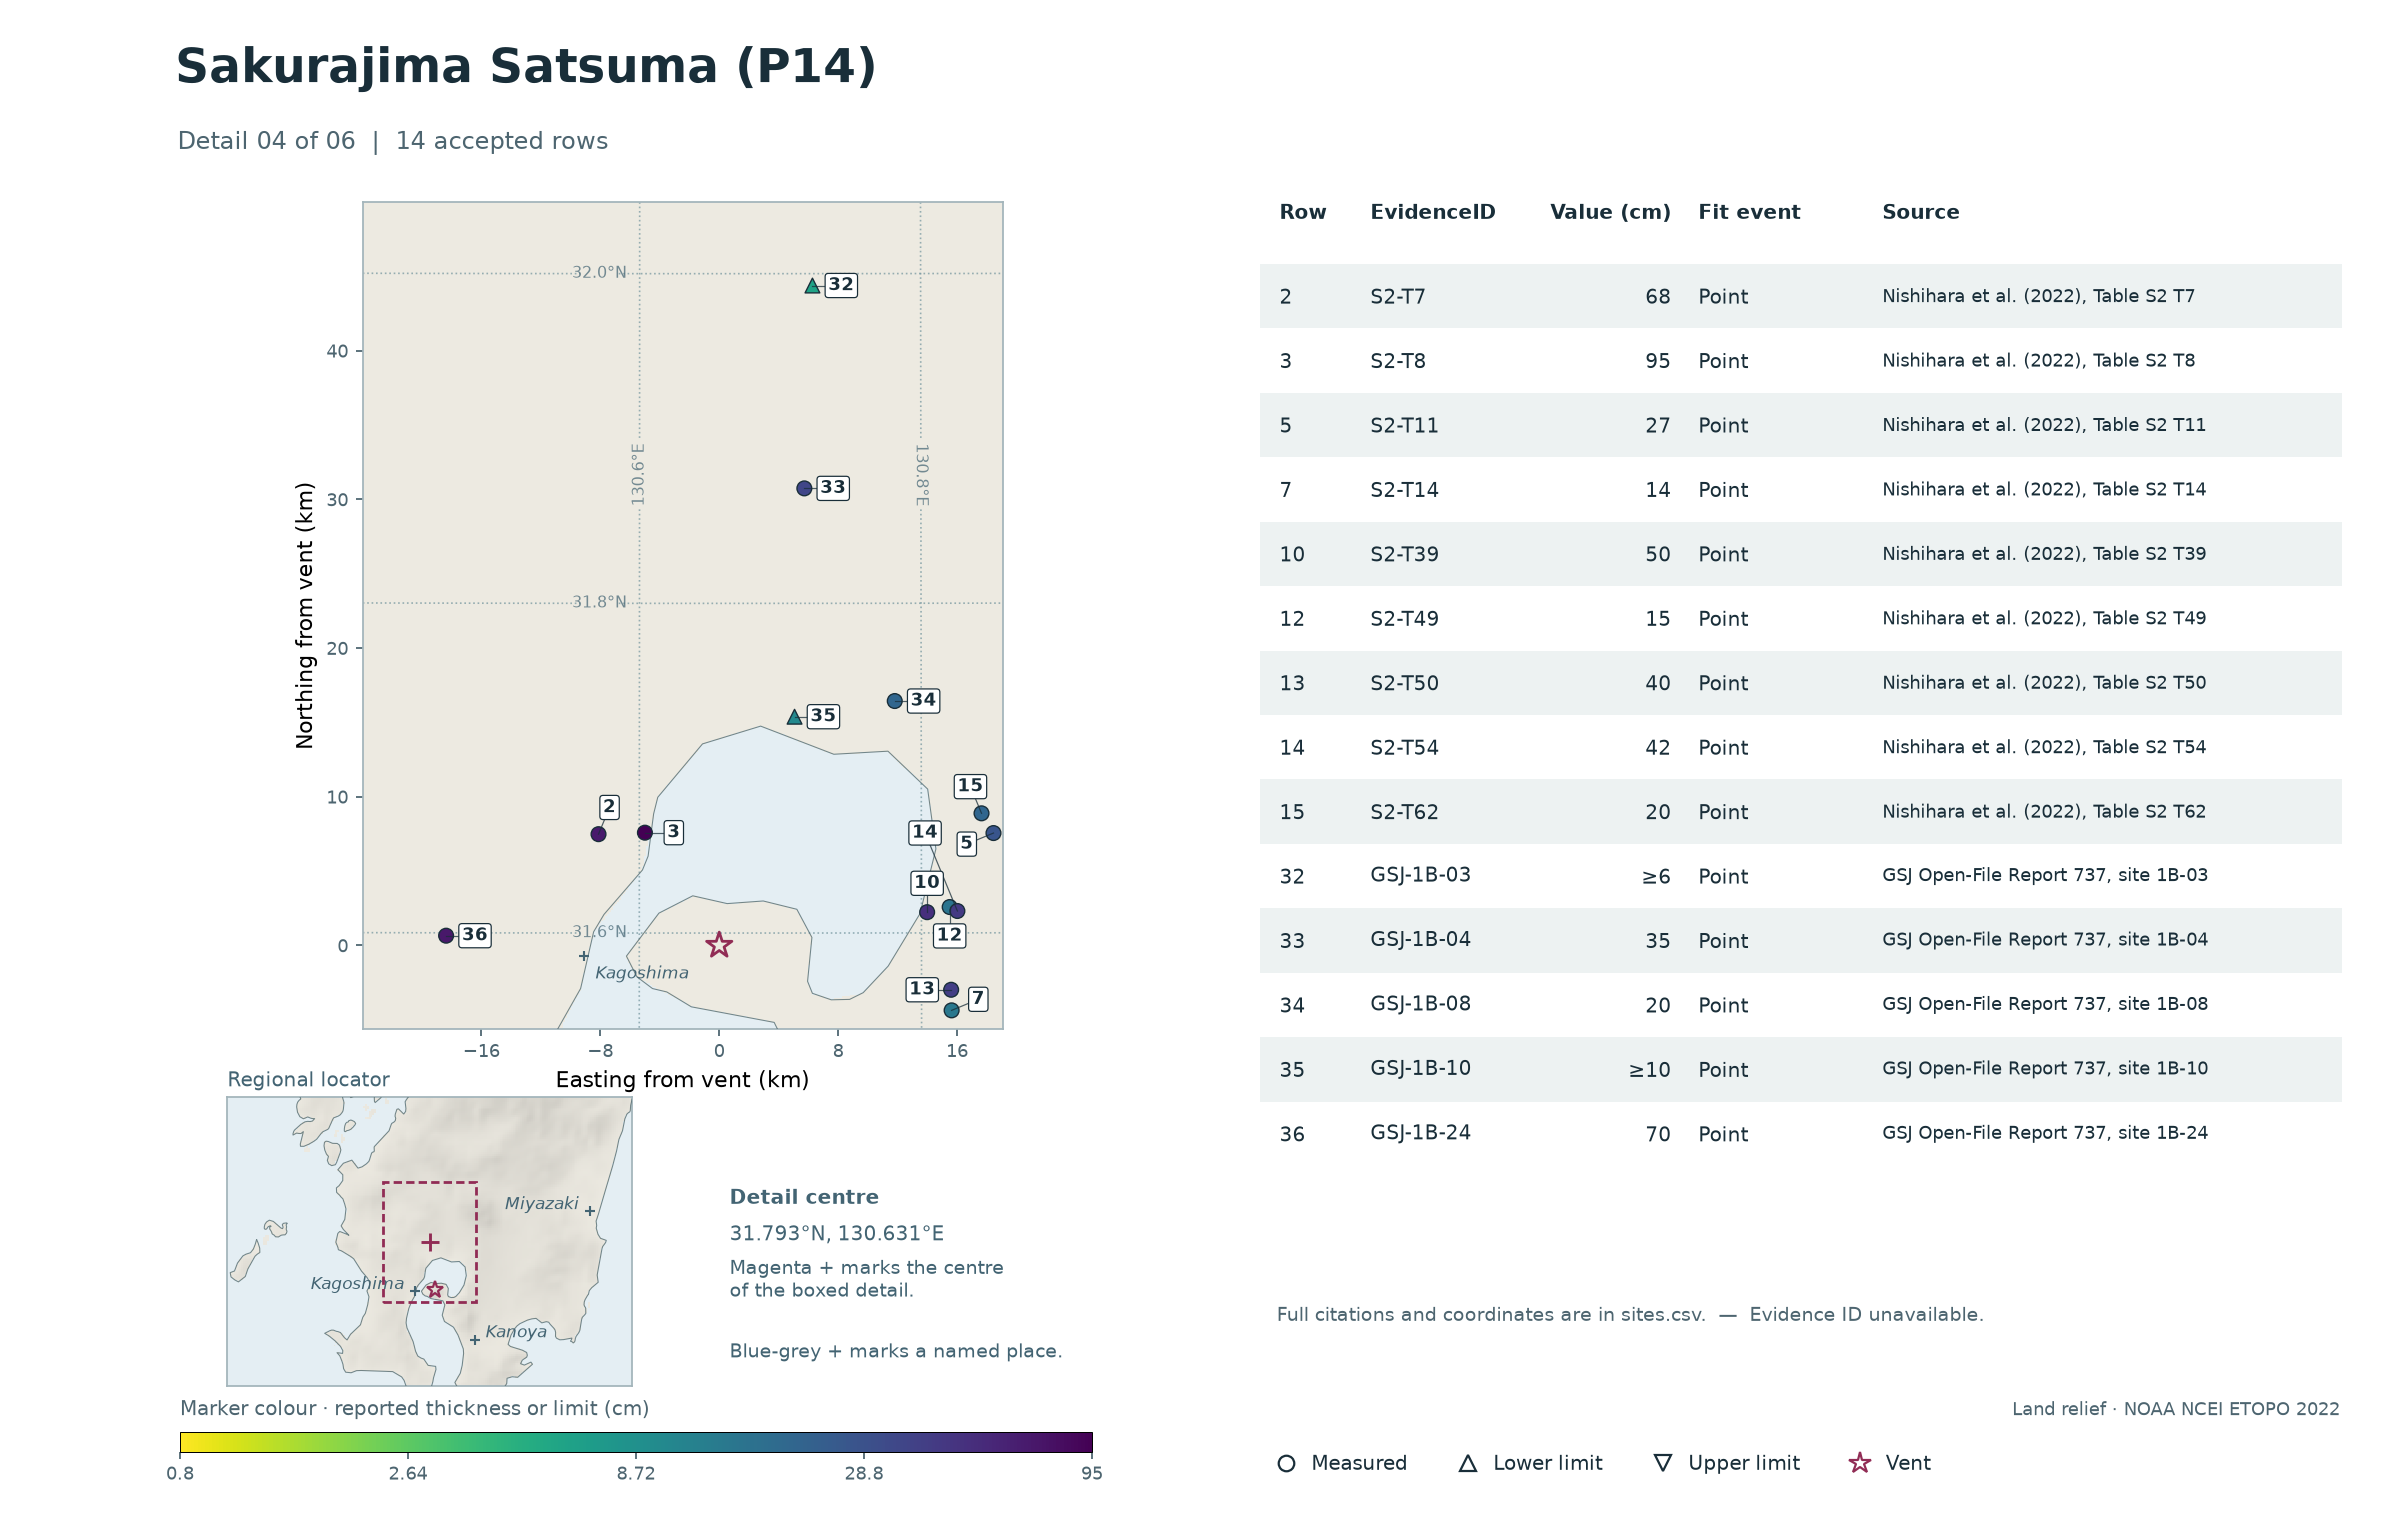 Sakurajima Satsuma (P14)
Detail 04 of 06 | 14 accepted rows
32.0°N
31.8°N
31.6°N
130.6°E
130.8°E
32
33
34
35
15
2
3
14
5
10
36
12
13
7
Kagoshima
40
30
20
10
0
Northing from vent (km)
−16
−8
0
8
16
Easting from vent (km)
Row EvidenceID Value (cm) Fit event Source
2 S2-T7 68 Point Nishihara et al. (2022), Table S2 T7
3 S2-T8 95 Point Nishihara et al. (2022), Table S2 T8
5 S2-T11 27 Point Nishihara et al. (2022), Table S2 T11
7 S2-T14 14 Point Nishihara et al. (2022), Table S2 T14
10 S2-T39 50 Point Nishihara et al. (2022), Table S2 T39
12 S2-T49 15 Point Nishihara et al. (2022), Table S2 T49
13 S2-T50 40 Point Nishihara et al. (2022), Table S2 T50
14 S2-T54 42 Point Nishihara et al. (2022), Table S2 T54
15 S2-T62 20 Point Nishihara et al. (2022), Table S2 T62
32 GSJ-1B-03 ≥6 Point GSJ Open-File Report 737, site 1B-03
33 GSJ-1B-04 35 Point GSJ Open-File Report 737, site 1B-04
34 GSJ-1B-08 20 Point GSJ Open-File Report 737, site 1B-08
35 GSJ-1B-10 ≥10 Point GSJ Open-File Report 737, site 1B-10
36 GSJ-1B-24 70 Point GSJ Open-File Report 737, site 1B-24
Regional locator
Miyazaki
Kagoshima
Kanoya
Detail centre
31.793°N, 130.631°E
Magenta + marks the centre
of the boxed detail.
Blue-grey + marks a named place.
Full citations and coordinates are in sites.csv. — Evidence ID unavailable.
Marker colour · reported thickness or limit (cm)
0.8
2.64
8.72
28.8
95
Land relief · NOAA NCEI ETOPO 2022
Measured
Lower limit
Upper limit
Vent